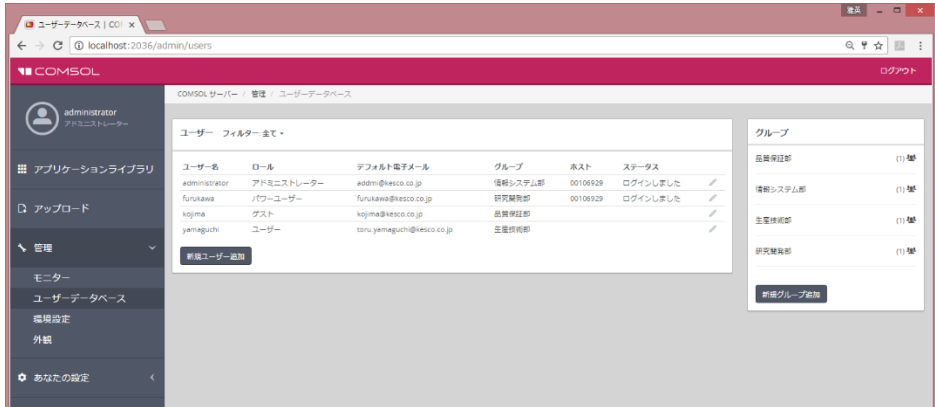 雅英
ユーザーデータベース | CO
localhost:2036/admin/users
COMSOL
ログアウト
administrator
アドミニストレーター
アプリケーションライブラリ
アップロード
管理
モニター
ユーザーデータベース
環境設定
外観
あなたの設定
COMSOL サーバー / 管理 / ユーザーデータベース
ユーザー フィルター: 全て
ユーザー名 ロール デフォルト電子メール グループ ホスト ステータス
administrator アドミニストレーター addmi@kesco.co.jp 情報システム部 00106929 ログインしました
furukawa パワーユーザー furukawa@kesco.co.jp 研究開発部 00106929 ログインしました
kojima ゲスト kojima@kesco.co.jp 品質保証部
yamaguchi ユーザー toru.yamaguchi@kesco.co.jp 生産技術部
新規ユーザー追加
グループ
品質保証部 (1)
情報システム部 (1)
生産技術部 (1)
研究開発部 (1)
新規グループ追加